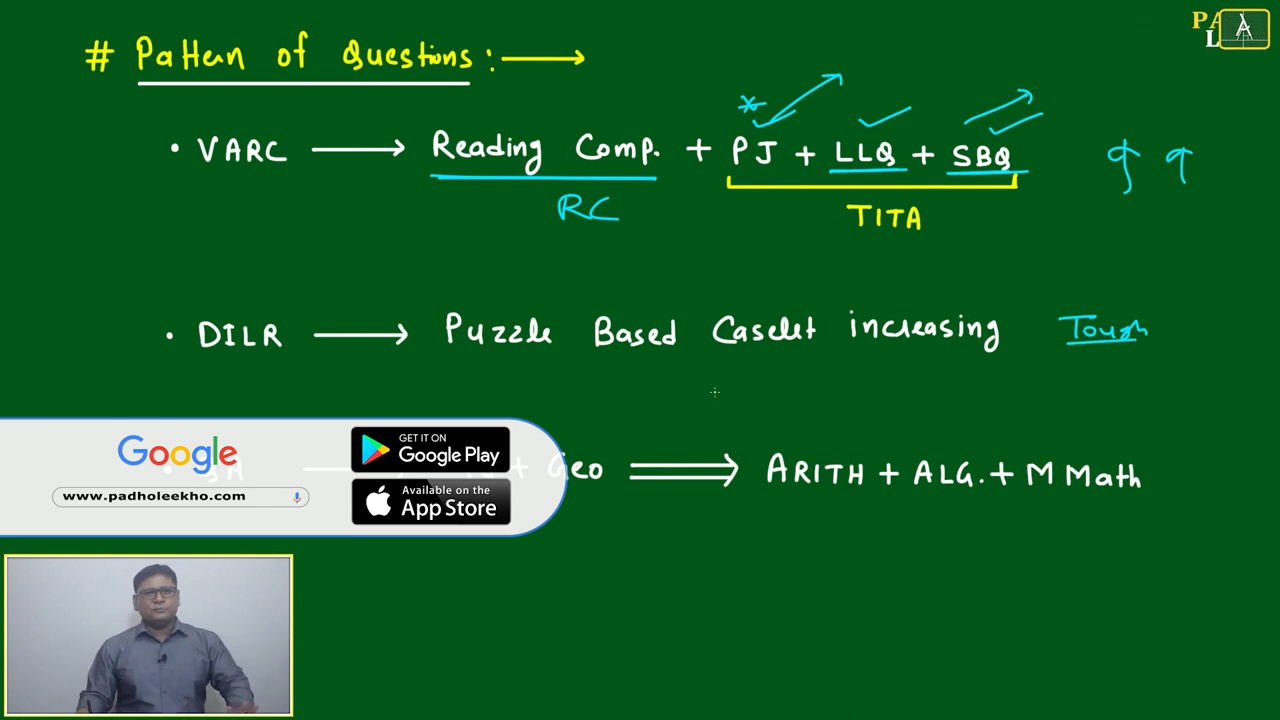 # Pattern of Questions :→
PA
L
• VARC → Reading Comp. + PJ + LLQ + SBQ
RC
TITA
• DILR → Puzzle Based Caselet increasing Tough
Geo ⇒ ARITH + ALG. + M Math
Google
www.padholeekho.com
GET IT ON
Google Play
Available on the
App Store